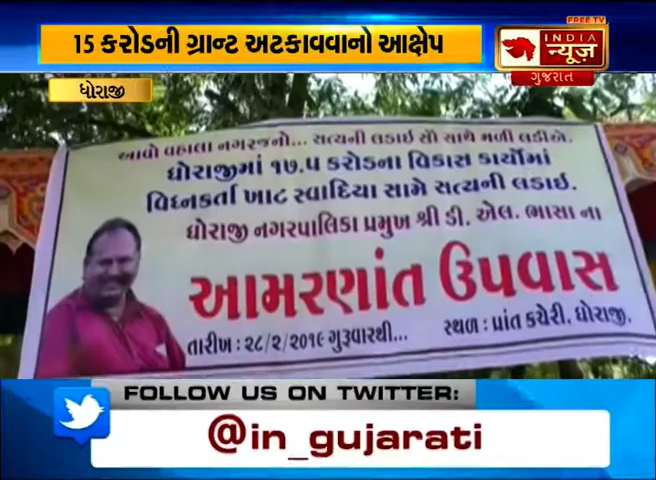 15 કરોડની ગ્રાન્ટ અટકાવવાનો આક્ષેપ
FREE TV
INDIA
न्यूज़
ગુજરાત
ધોરાજી
આવો વહાલા નગરજનો... સત્યની લડાઇ સૌ સાથે મળી લડીએ.
ધોરાજીમાં ૧૭.૫ કરોડના વિકાસ કાર્યોમાં
વિઘ્નકર્તા ખાટ સ્વાદિયા સામે સત્યની લડાઇ.
ધોરાજી નગરપાલિકા પ્રમુખ શ્રી ડી. એલ. ભાસા ના
આમરણાંત ઉપવાસ
તારીખ : ૨૮/૨/૨૦૧૯ ગુરૂવારથી...
સ્થળ : પ્રાંત કચેરી. ધોરાજી.
FOLLOW US ON TWITTER:
@in_gujarati